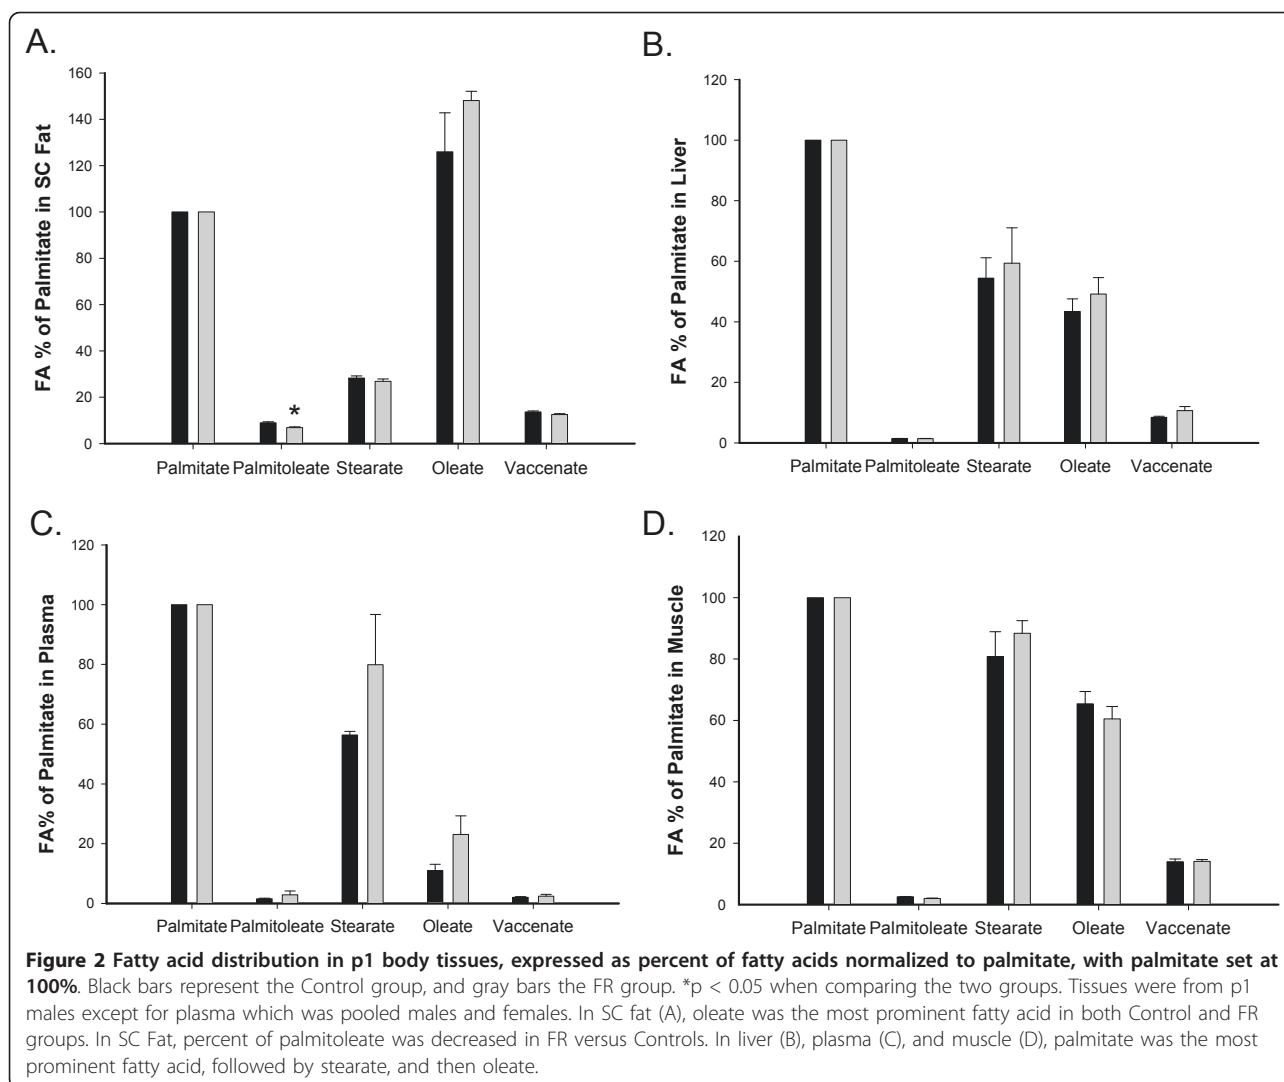 A.
160
140
120
100
80
60
40
20
0
FA % of Palmitate in SC Fat
*
Palmitate Palmitoleate Stearate Oleate Vaccenate
B.
120
100
80
60
40
20
0
FA % of Palmitate in Liver
Palmitate Palmitoleate Stearate Oleate Vaccenate
C.
120
100
80
60
40
20
0
FA% of Palmitate in Plasma
Palmitate Palmitoleate Stearate Oleate Vaccenate
D.
120
100
80
60
40
20
0
FA % of Palmitate in Muscle
Palmitate Palmitoleate Stearate Oleate Vaccenate
Figure 2 Fatty acid distribution in p1 body tissues, expressed as percent of fatty acids normalized to palmitate, with palmitate set at
100%. Black bars represent the Control group, and gray bars the FR group. *p < 0.05 when comparing the two groups. Tissues were from p1
males except for plasma which was pooled males and females. In SC fat (A), oleate was the most prominent fatty acid in both Control and FR
groups. In SC Fat, percent of palmitoleate was decreased in FR versus Controls. In liver (B), plasma (C), and muscle (D), palmitate was the most
prominent fatty acid, followed by stearate, and then oleate.